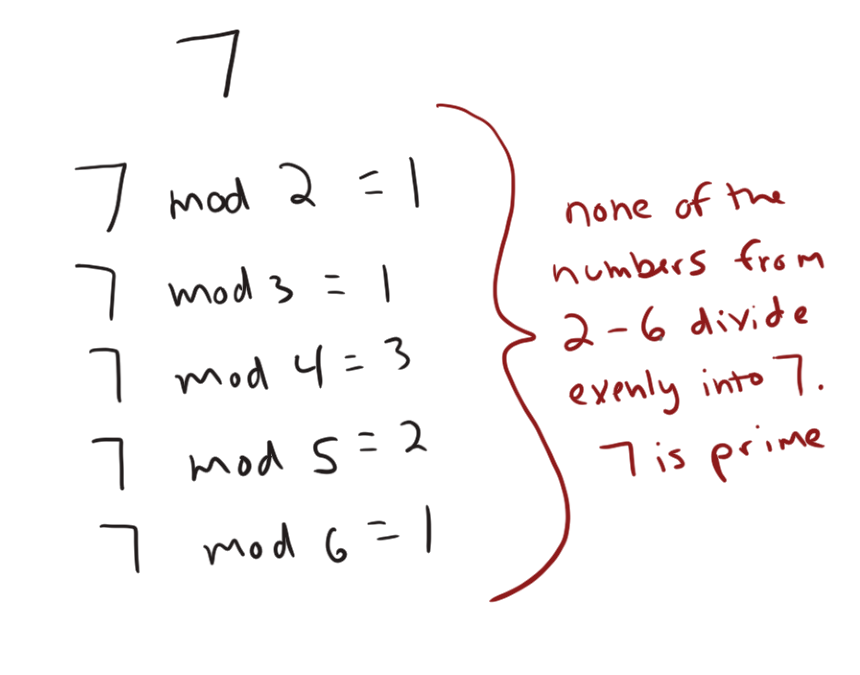 7
7 mod 2 = 1
7 mod 3 = 1
7 mod 4 = 3
7 mod 5 = 2
7 mod 6 = 1
none of the
numbers from
2-6 divide
evenly into 7.
7 is prime